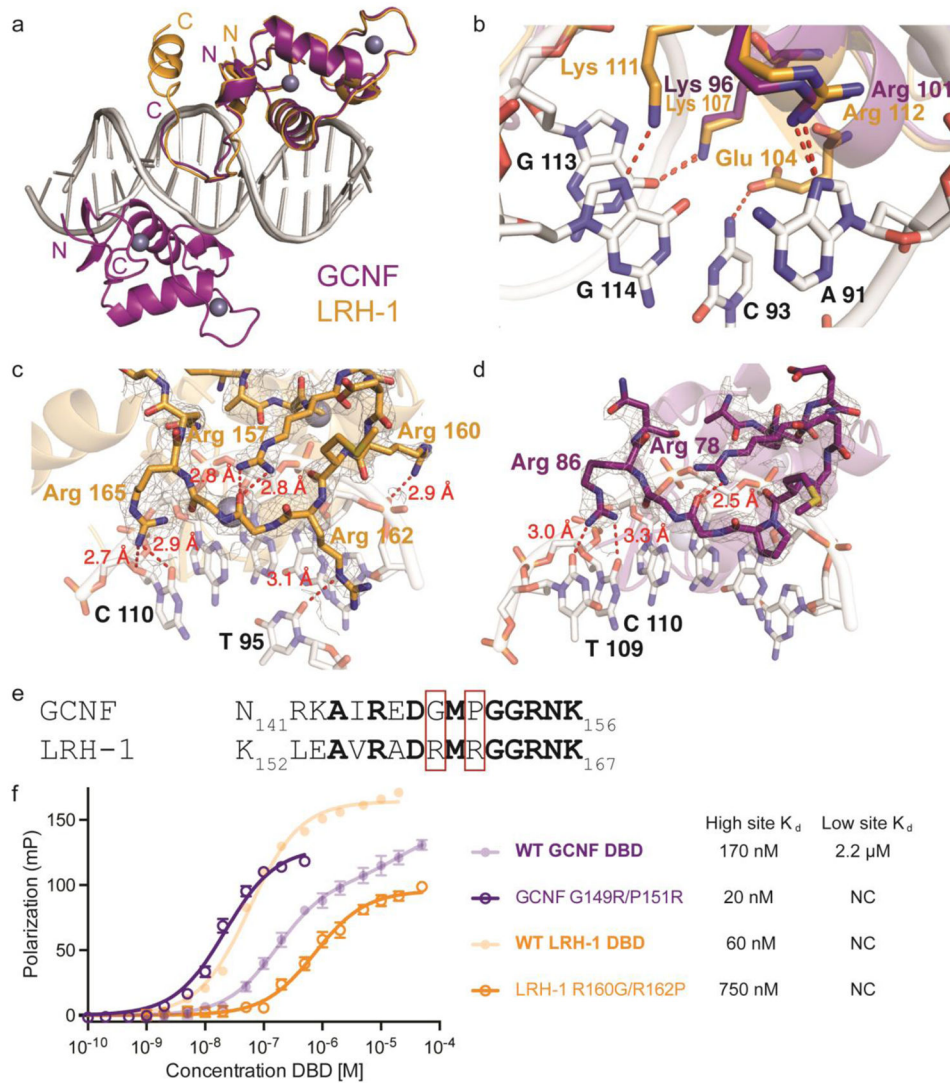 a
C
N
N
C
N
C
GCNF
LRH-1
b
Lys 111
Lys 96
Lys 107
Arg 101
Arg 112
Glu 104
G 113
G 114
C 93
A 91
c
Arg 157
Arg 160
Arg 165
Arg 162
2.8 Å
2.8 Å
2.9 Å
2.7 Å
2.9 Å
3.1 Å
C 110
T 95
d
Arg 86
Arg 78
2.5 Å
3.0 Å
3.3 Å
C 110
T 109
e
GCNF N141RKAIREDGMPGGRNK156
LRH-1 K152LEAVRADRMRGGRNK167
f
Polarization (mP)
150
100
50
0
10-10 10-9 10-8 10-7 10-6 10-5 10-4
Concentration DBD [M]
High site Kd Low site Kd
WT GCNF DBD 170 nM 2.2 µM
GCNF G149R/P151R 20 nM NC
WT LRH-1 DBD 60 nM NC
LRH-1 R160G/R162P 750 nM NC